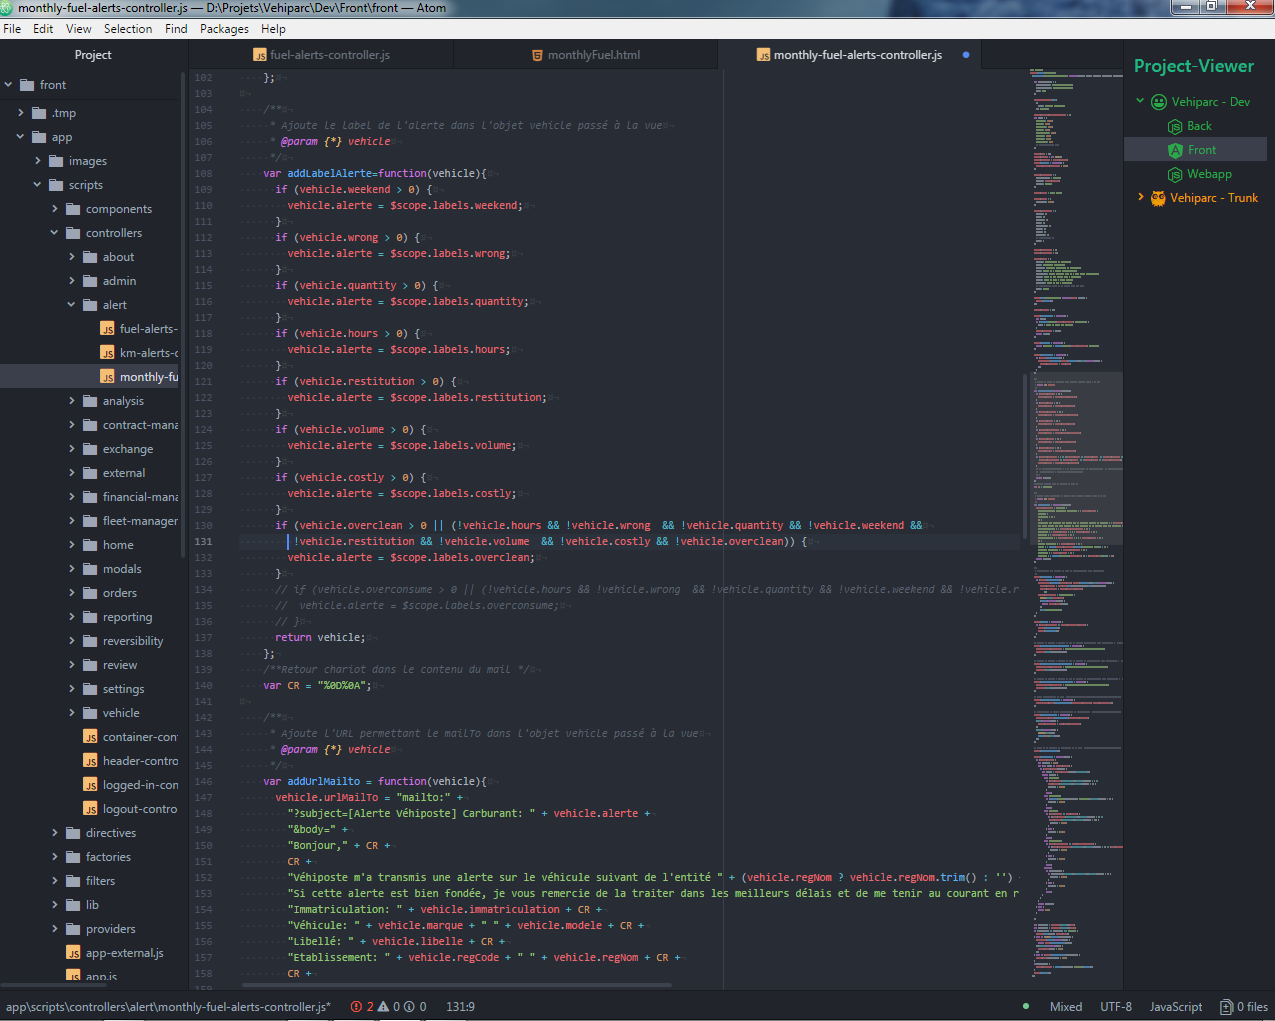 monthly-fuel-alerts-controller.js — D:\Projets\Vehiparc\Dev\Front\front — Atom
File Edit View Selection Find Packages Help
Project
front
.tmp
app
images
scripts
components
controllers
about
admin
alert
fuel-alerts-
km-alerts-c
monthly-fu
analysis
contract-mana
exchange
external
financial-mana
fleet-manager
home
modals
orders
reporting
reversibility
review
settings
vehicle
container-con
header-contro
logged-in-con
logout-contro
directives
factories
filters
lib
providers
app-external.js
app.js
fuel-alerts-controller.js monthlyFuel.html monthly-fuel-alerts-controller.js
102 };
103
104 /**
105 * Ajoute le label de l'alerte dans l'objet vehicle passé à la vue
106 * @param {*} vehicle
107 */
108 var addLabelAlerte=function(vehicle){
109 if (vehicle.weekend > 0) {
110 vehicle.alerte = $scope.labels.weekend;
111 }
112 if (vehicle.wrong > 0) {
113 vehicle.alerte = $scope.labels.wrong;
114 }
115 if (vehicle.quantity > 0) {
116 vehicle.alerte = $scope.labels.quantity;
117 }
118 if (vehicle.hours > 0) {
119 vehicle.alerte = $scope.labels.hours;
120 }
121 if (vehicle.restitution > 0) {
122 vehicle.alerte = $scope.labels.restitution;
123 }
124 if (vehicle.volume > 0) {
125 vehicle.alerte = $scope.labels.volume;
126 }
127 if (vehicle.costly > 0) {
128 vehicle.alerte = $scope.labels.costly;
129 }
130 if (vehicle.overclean > 0 || (!vehicle.hours && !vehicle.wrong && !vehicle.quantity && !vehicle.weekend &&
131 !vehicle.restitution && !vehicle.volume && !vehicle.costly && !vehicle.overclean)) {
132 vehicle.alerte = $scope.labels.overclean;
133 }
134 // if (vehicle.overconsume > 0 || (!vehicle.hours && !vehicle.wrong && !vehicle.quantity && !vehicle.weekend && !vehicle.r
135 // vehicle.alerte = $scope.labels.overconsume;
136 // }
137 return vehicle;
138 };
139 /**Retour chariot dans le contenu du mail */
140 var CR = "%0D%0A";
141
142 /**
143 * Ajoute l'URL permettant le mailTo dans l'objet vehicle passé à la vue
144 * @param {*} vehicle
145 */
146 var addUrlMailto = function(vehicle){
147 vehicle.urlMailTo = "mailto:" +
148 "?subject=[Alerte Véhiposte] Carburant: " + vehicle.alerte +
149 "&body=" +
150 "Bonjour," + CR +
151 CR +
152 "Véhiposte m'a transmis une alerte sur le véhicule suivant de l'entité " + (vehicle.regNom ? vehicle.regNom.trim() : '')
153 "Si cette alerte est bien fondée, je vous remercie de la traiter dans les meilleurs délais et de me tenir au courant en r
154 "Immatriculation: " + vehicle.immatriculation + CR +
155 "Véhicule: " + vehicle.marque + " " + vehicle.modele + CR +
156 "Libellé: " + vehicle.libelle + CR +
157 "Etablissement: " + vehicle.regCode + " " + vehicle.regNom + CR +
158 CR +
159
Project-Viewer
Vehiparc - Dev
Back
Front
Webapp
Vehiparc - Trunk
app\scripts\controllers\alert\monthly-fuel-alerts-controller.js* 2 0 0 131:9 Mixed UTF-8 JavaScript 0 files